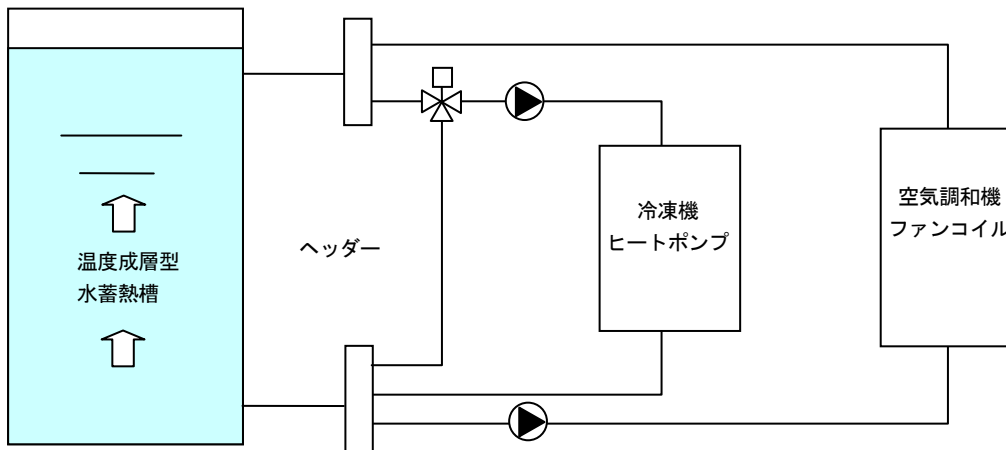 温度成層型
水蓄熱槽
ヘッダー
冷凍機
ヒートポンプ
空気調和機
ファンコイル